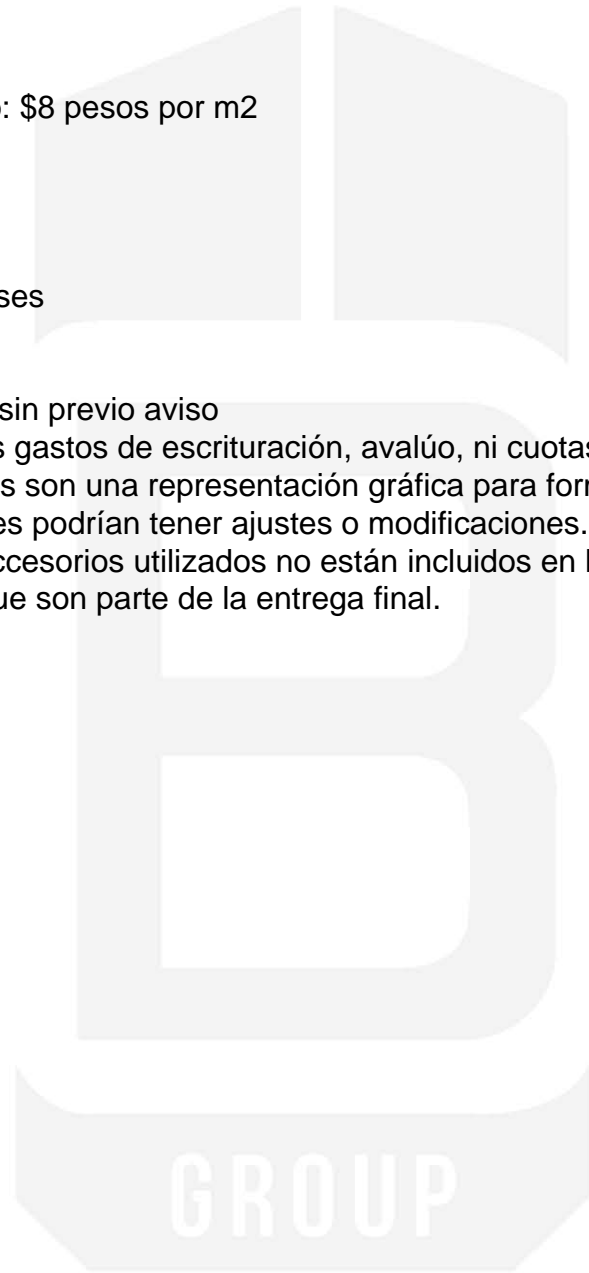 : $8 pesos por m2
ses
sin previo aviso
s gastos de escrituración, avalúo, ni cuotas
s son una representación gráfica para
es podrían tener ajustes o modificaciones.
ccesorios utilizados no están incluidos en
ue son parte de la entrega final.
B
GROUP